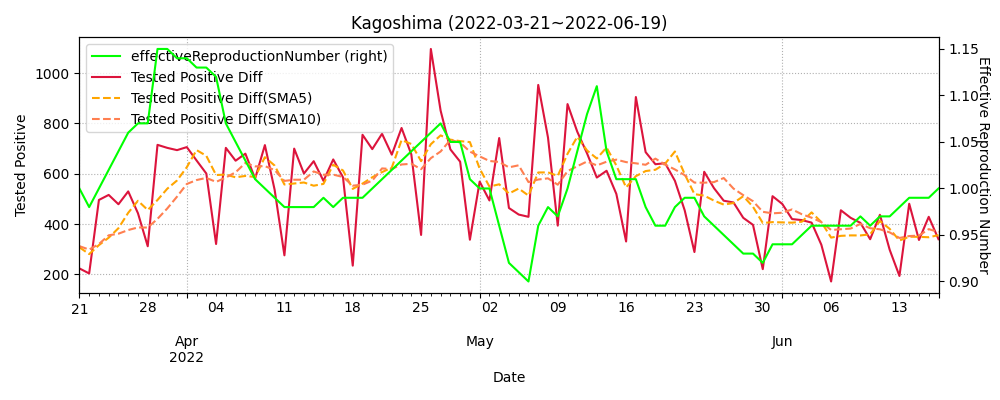 Kagoshima (2022-03-21~2022-06-19)
effectiveReproductionNumber (right)
Tested Positive Diff
Tested Positive Diff(SMA5)
Tested Positive Diff(SMA10)
Tested Positive
1000
800
600
400
200
Effective Reproduction Number
1.15
1.10
1.05
1.00
0.95
0.90
21 28 04 11 18 25 02 09 16 23 30 06 13
Apr May Jun
2022
Date